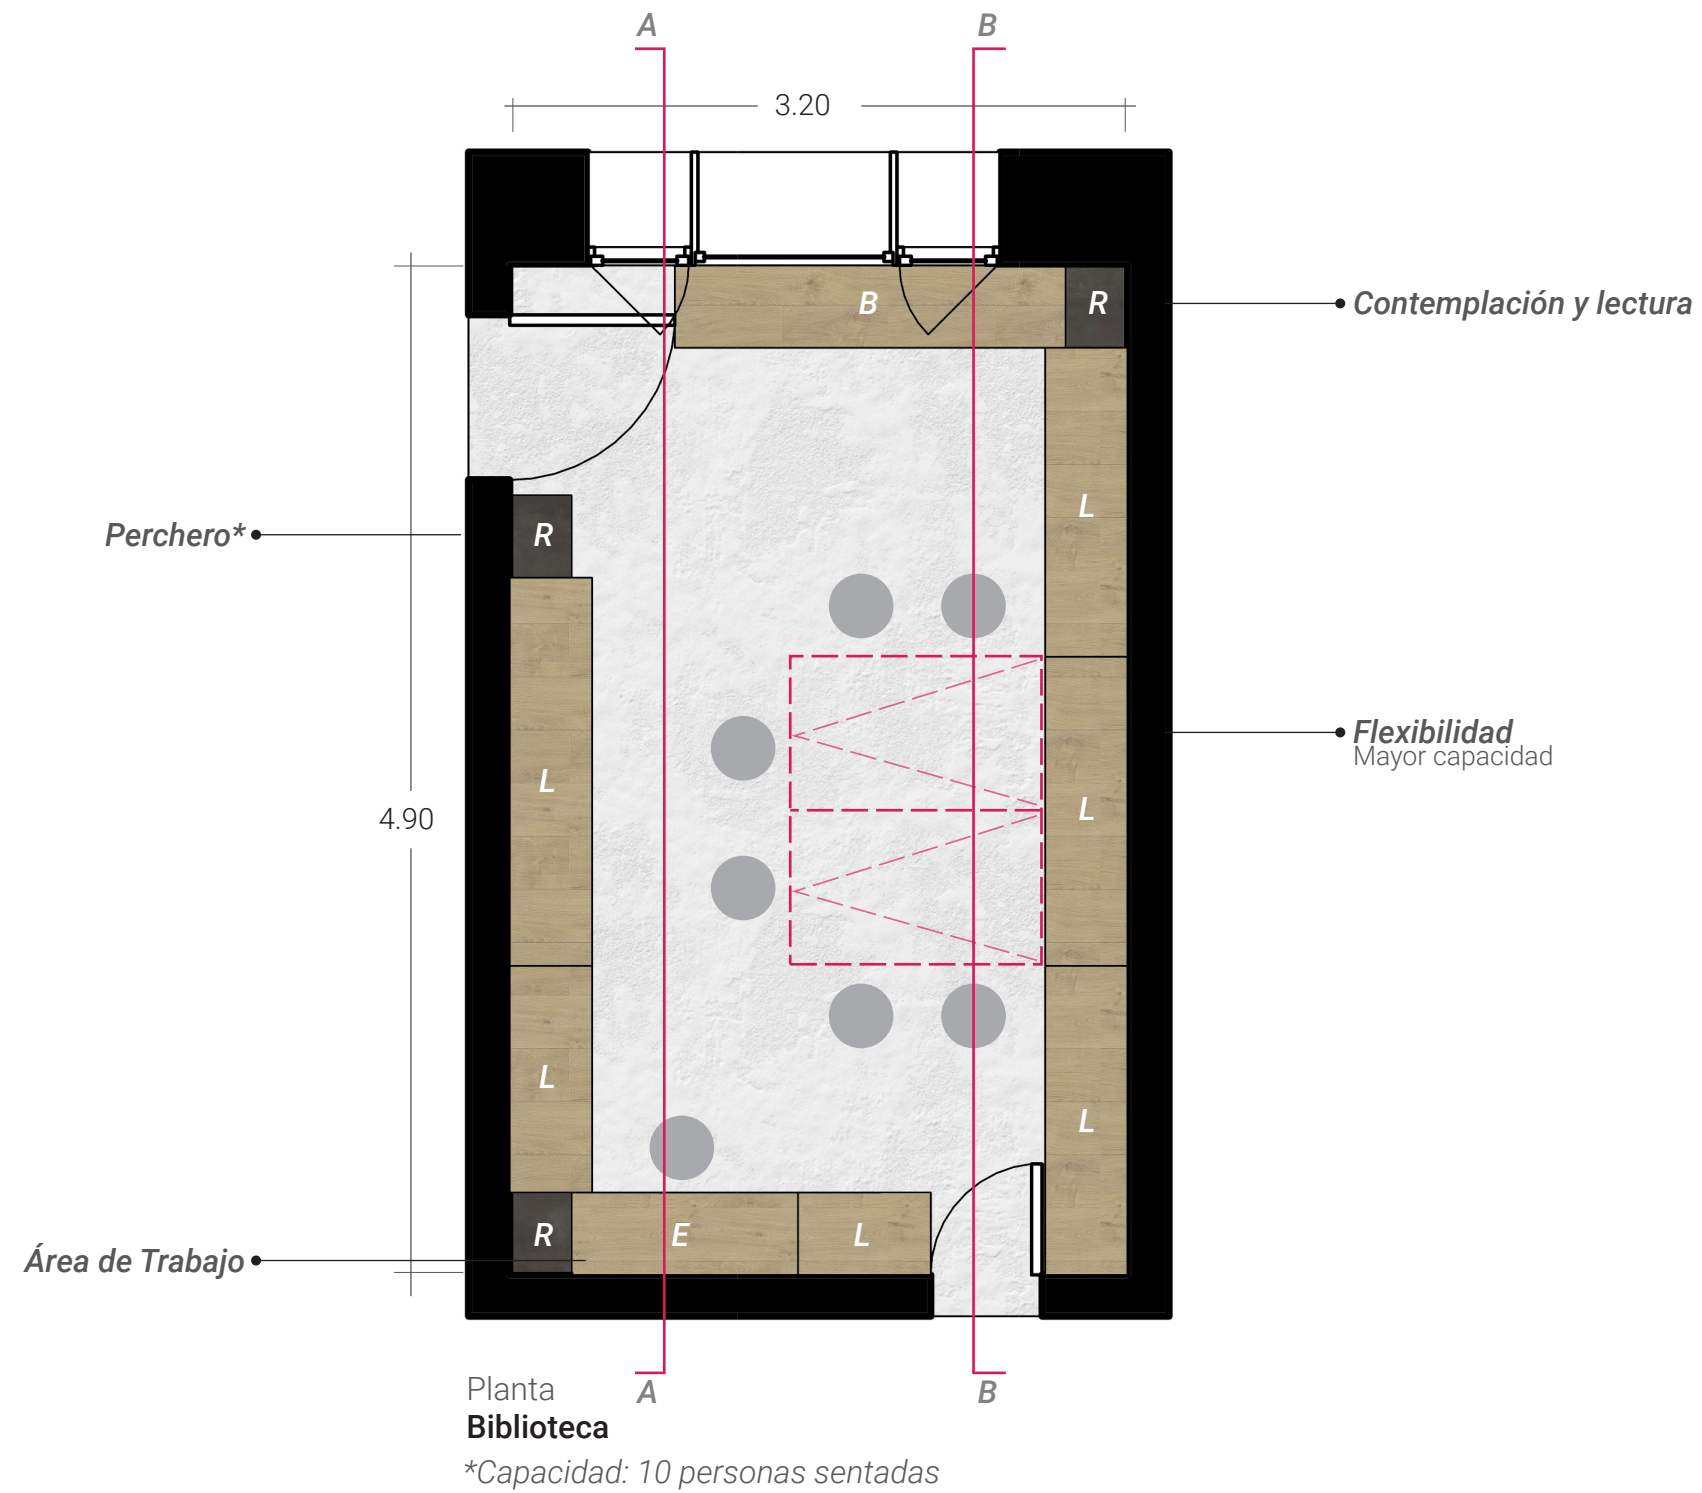 A
B
3.20
B
R
Contemplación y lectura
L
Perchero*
R
Flexibilidad
Mayor capacidad
L
L
4.90
L
L
R
E
L
Área de Trabajo
A
B
Planta
Biblioteca
*Capacidad: 10 personas sentadas